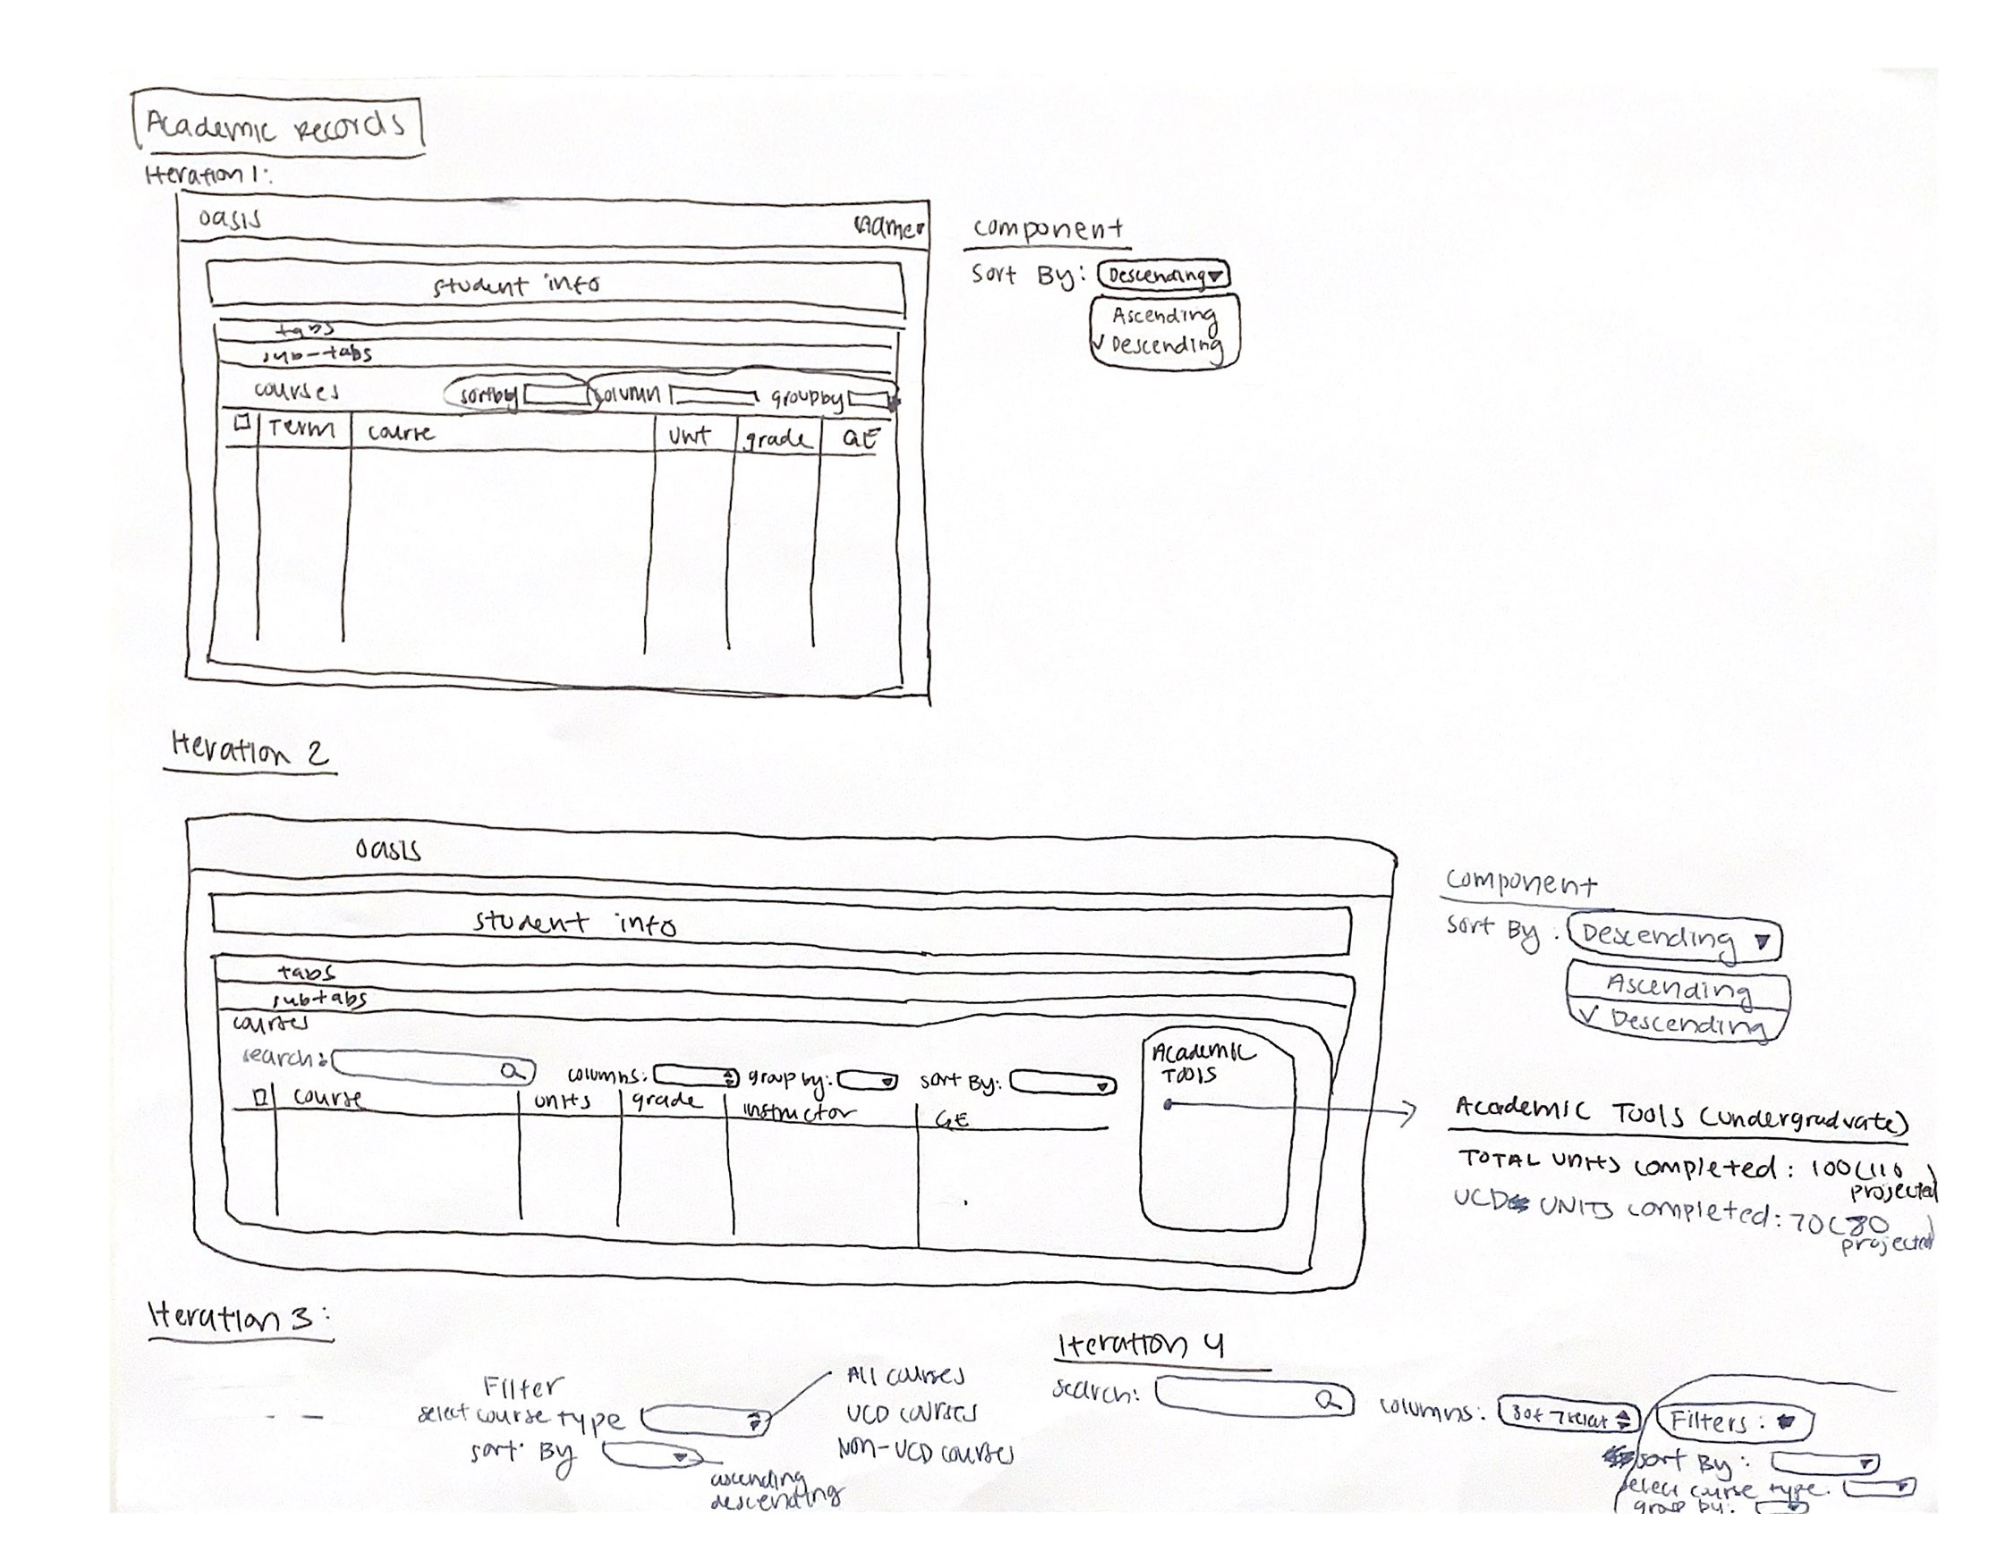 Academic Records
Iteration 1:
oasis
Name
student info
tabs
sub-tabs
courses sortby column groupby
Term course unit grade GE
component
Sort By: Descending
Ascending
✓ Descending
Iteration 2
oasis
student info
tabs
subtabs
courses
search: columns: group by: sort By:
course units grade instructor GE
Academic
Tools
component
Sort By: Descending
Ascending
✓ Descending
Academic Tools (undergraduate)
Total units completed: 100 (110
projected)
UCD units completed: 70 (80
projected)
Iteration 3:
Filter
select course type
sort By
All courses
UCD courses
Non-UCD courses
ascending
descending
Iteration 4
search: columns: 3 of 7 Filters:
sort By:
select course type:
group by: